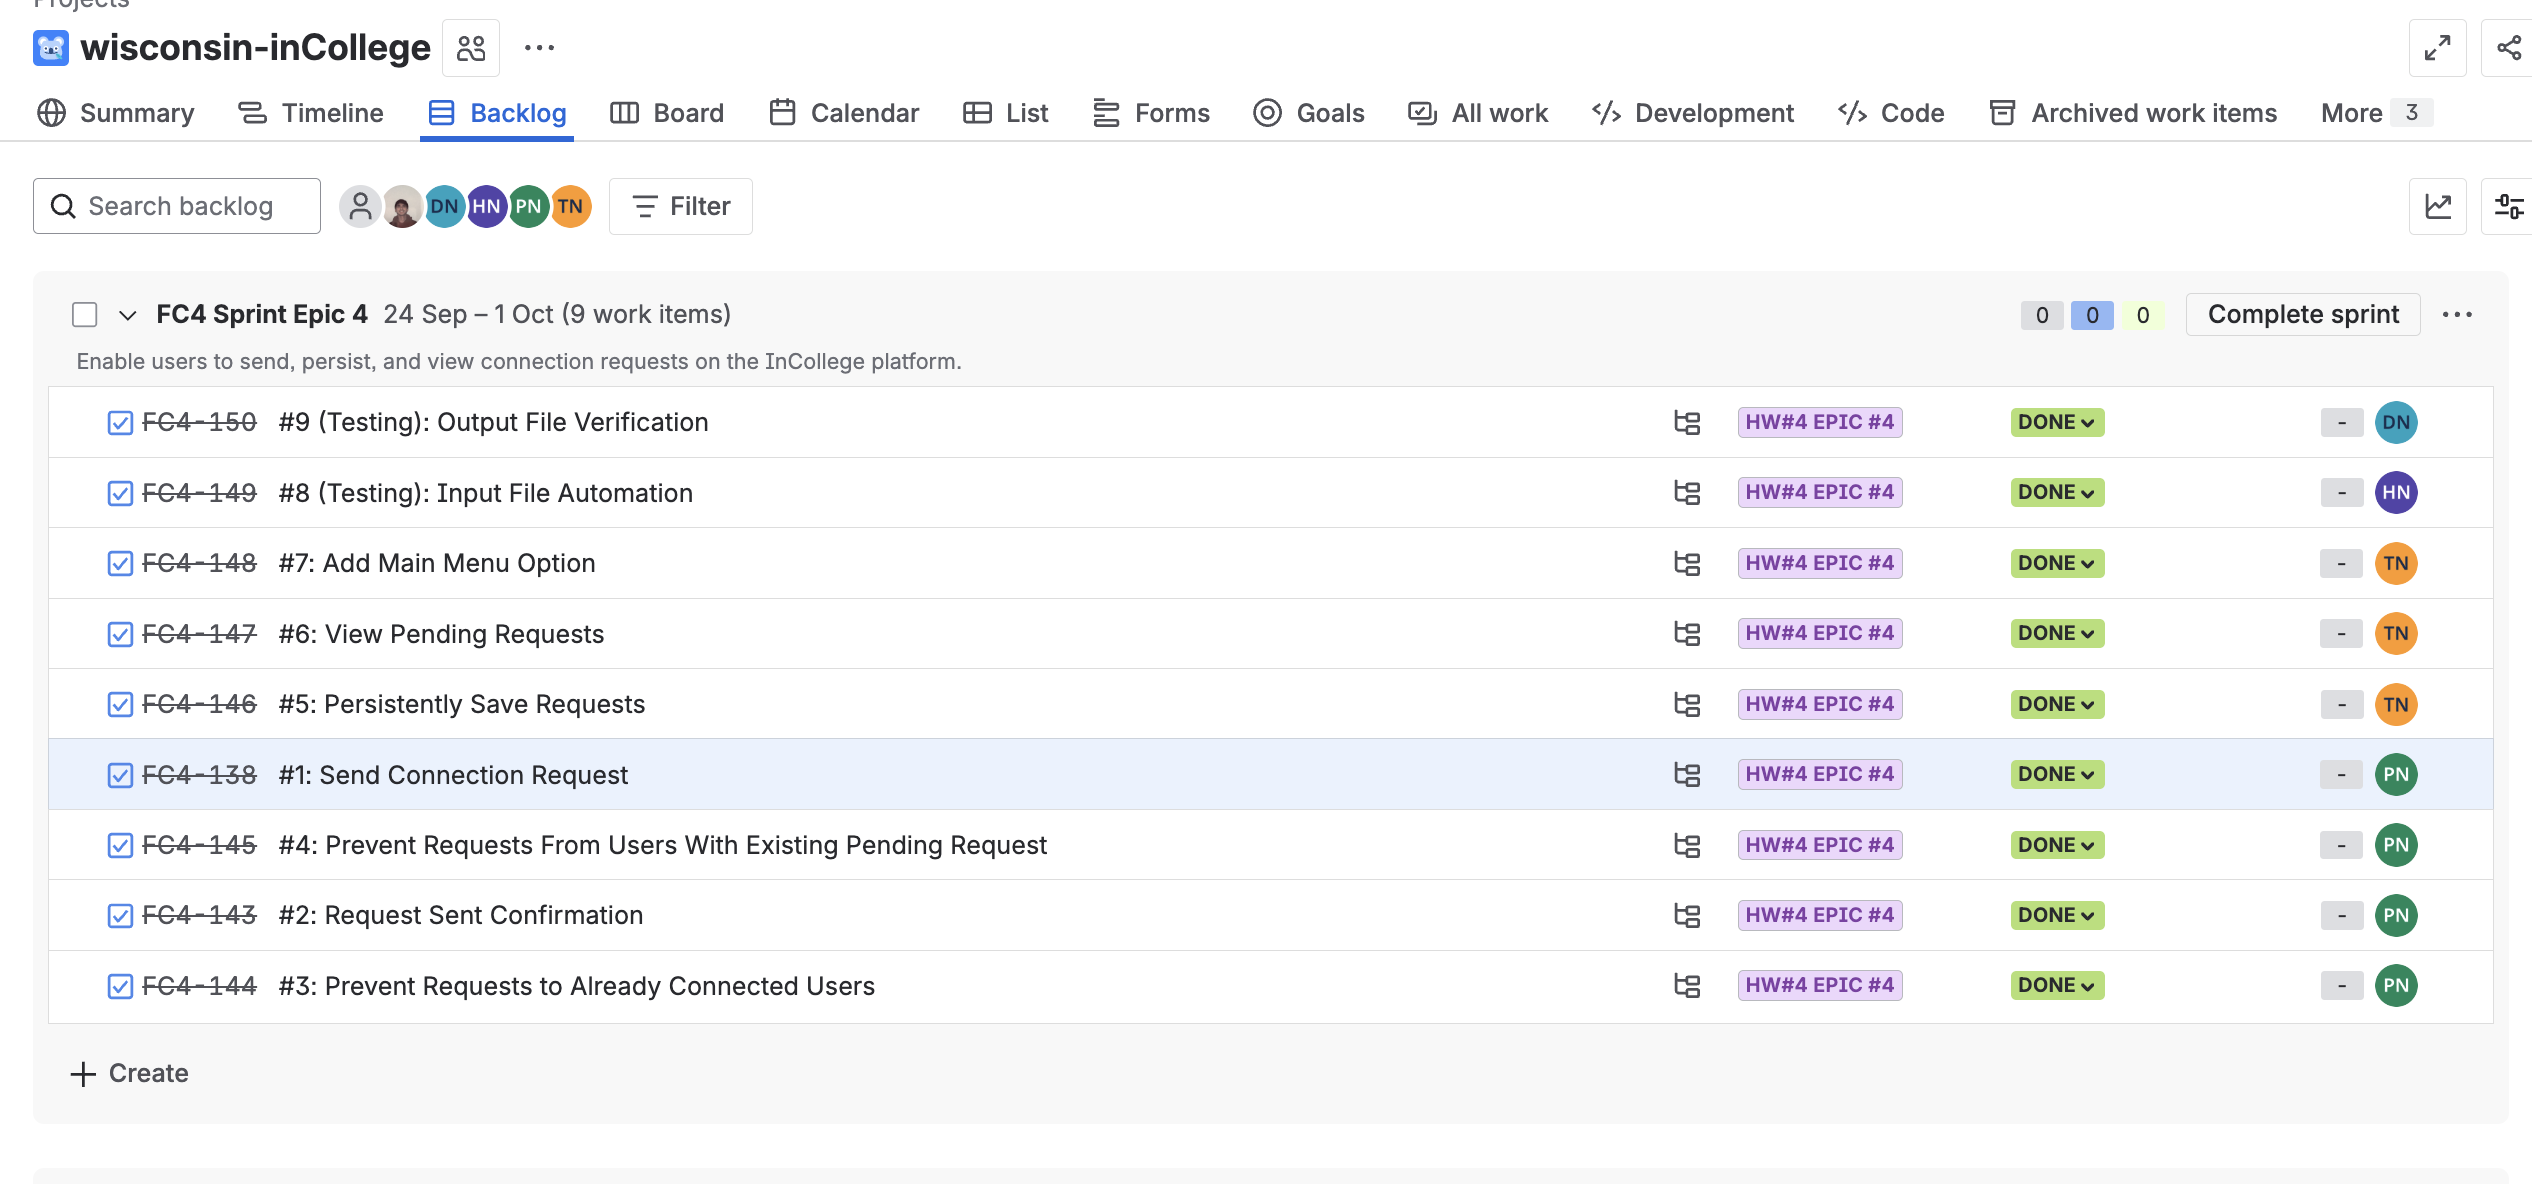 Projects
wisconsin-inCollege
Summary Timeline Backlog Board Calendar List Forms Goals All work Development Code Archived work items More 3
Search backlog DN HN PN TN Filter
FC4 Sprint Epic 4 24 Sep – 1 Oct (9 work items) 0 0 0 Complete sprint
Enable users to send, persist, and view connection requests on the InCollege platform.
FC4-150 #9 (Testing): Output File Verification HW#4 EPIC #4 DONE - DN
FC4-149 #8 (Testing): Input File Automation HW#4 EPIC #4 DONE - HN
FC4-148 #7: Add Main Menu Option HW#4 EPIC #4 DONE - TN
FC4-147 #6: View Pending Requests HW#4 EPIC #4 DONE - TN
FC4-146 #5: Persistently Save Requests HW#4 EPIC #4 DONE - TN
FC4-138 #1: Send Connection Request HW#4 EPIC #4 DONE - PN
FC4-145 #4: Prevent Requests From Users With Existing Pending Request HW#4 EPIC #4 DONE - PN
FC4-143 #2: Request Sent Confirmation HW#4 EPIC #4 DONE - PN
FC4-144 #3: Prevent Requests to Already Connected Users HW#4 EPIC #4 DONE - PN
Create